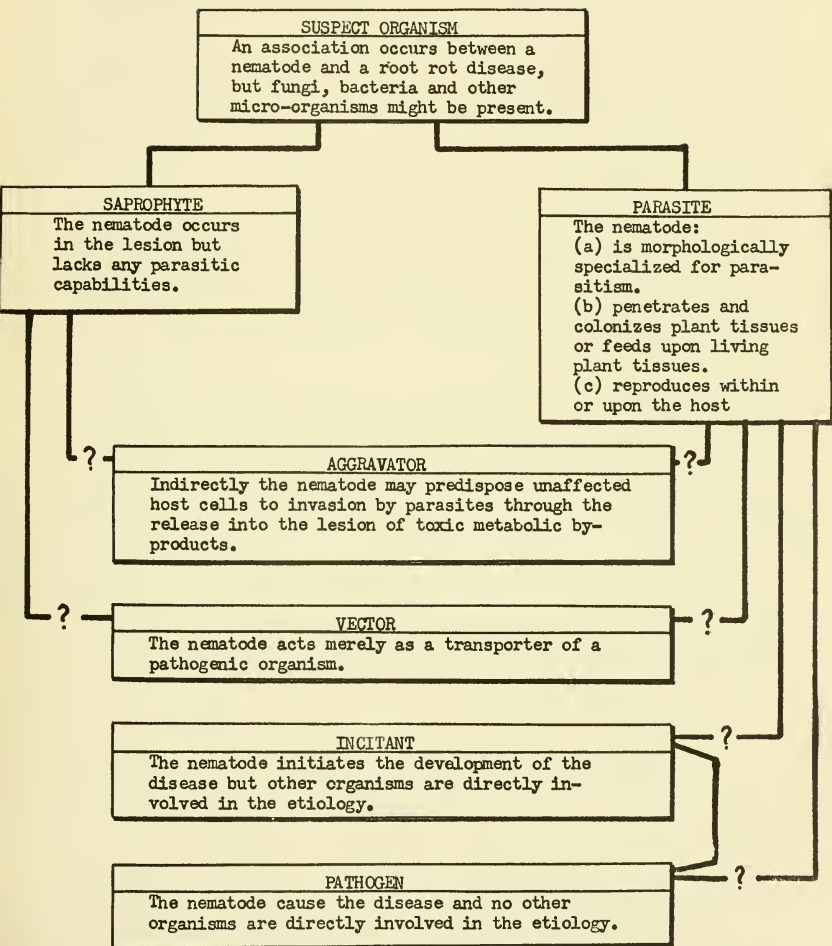 SUSPECT ORGANISM
An association occurs between a
nematode and a root rot disease,
but fungi, bacteria and other
micro-organisms might be present.
SAPROPHYTE
The nematode occurs
in the lesion but
lacks any parasitic
capabilities.
PARASITE
The nematode:
(a) is morphologically
specialized for para-
sitism.
(b) penetrates and
colonizes plant tissues
or feeds upon living
plant tissues.
(c) reproduces within
or upon the host
? ?
AGGRAVATOR
Indirectly the nematode may predispose unaffected
host cells to invasion by parasites through the
release into the lesion of toxic metabolic by-
products.
? ?
VECTOR
The nematode acts merely as a transporter of a
pathogenic organism.
?
INCITANT
The nematode initiates the development of the
disease but other organisms are directly in-
volved in the etiology.
?
PATHOGEN
The nematode cause the disease and no other
organisms are directly involved in the etiology.